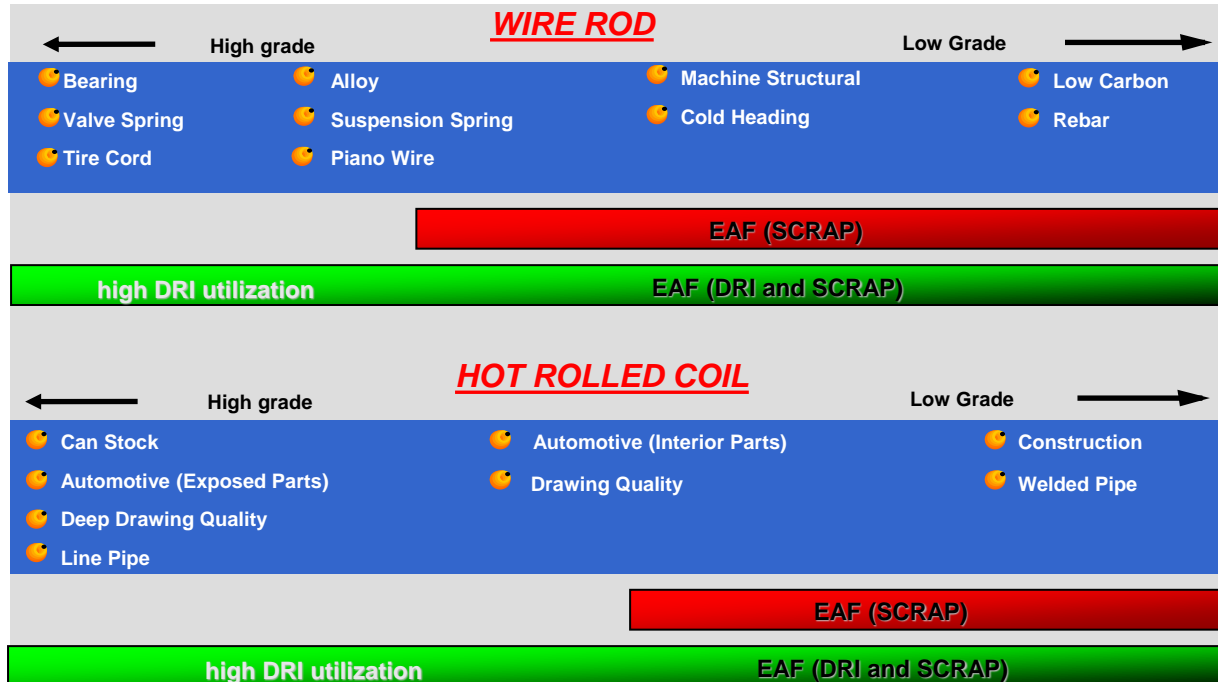 WIRE ROD
High grade
Low Grade
Bearing
Alloy
Machine Structural
Low Carbon
Valve Spring
Suspension Spring
Cold Heading
Rebar
Tire Cord
Piano Wire
EAF (SCRAP)
high DRI utilization
EAF (DRI and SCRAP)
HOT ROLLED COIL
High grade
Low Grade
Can Stock
Automotive (Interior Parts)
Construction
Automotive (Exposed Parts)
Drawing Quality
Welded Pipe
Deep Drawing Quality
Line Pipe
EAF (SCRAP)
high DRI utilization
EAF (DRI and SCRAP)